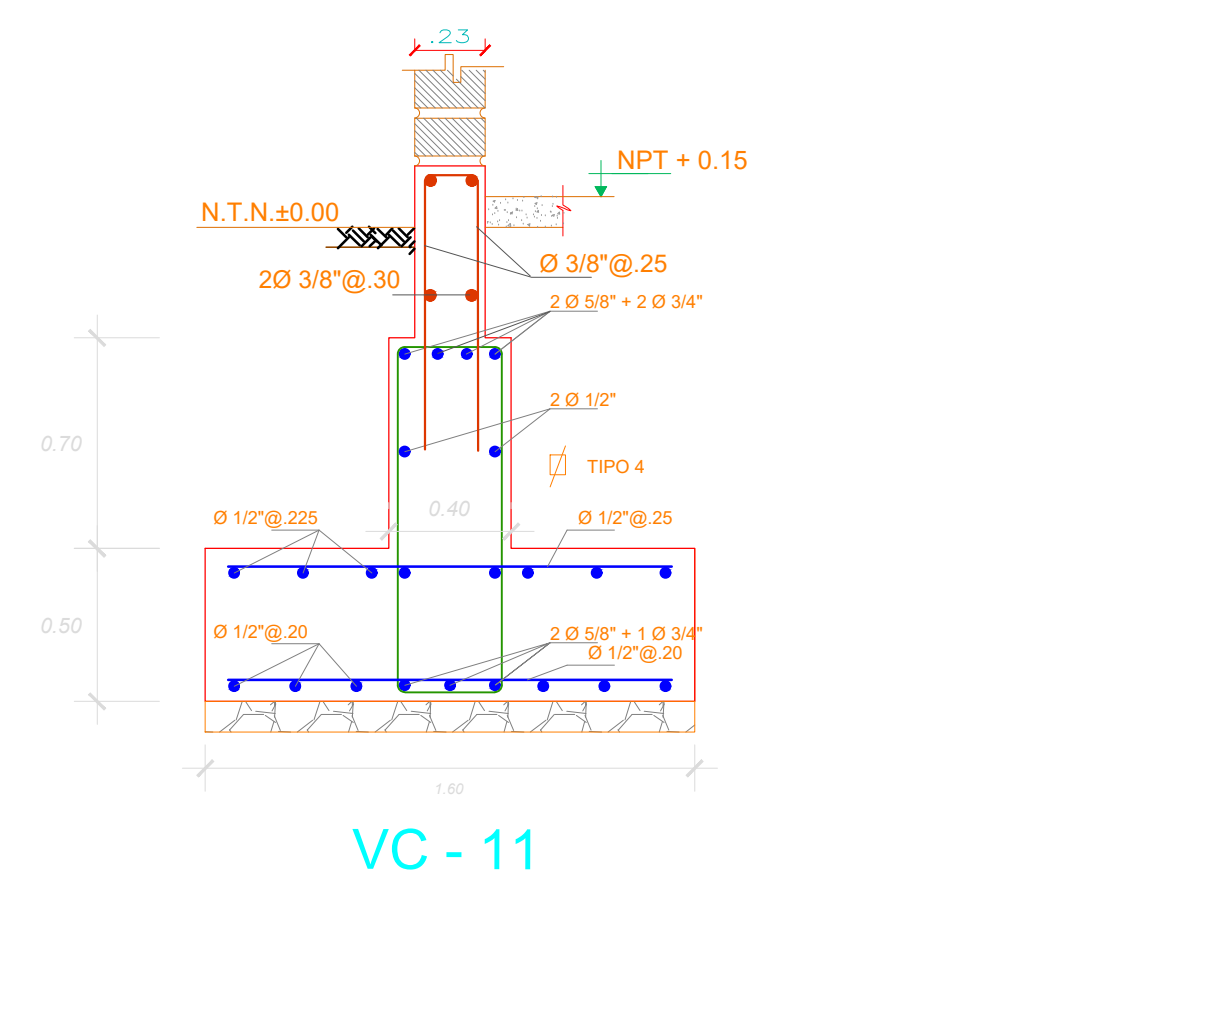 .23
NPT + 0.15
N.T.N.±0.00
Ø 3/8"@.25
2Ø 3/8"@.30
2 Ø 5/8" + 2 Ø 3/4"
2 Ø 1/2"
0.70
TIPO 4
0.40
Ø 1/2"@.225
Ø 1/2"@.25
0.50
Ø 1/2"@.20
2 Ø 5/8" + 1 Ø 3/4"
Ø 1/2"@.20
1.60
VC - 11